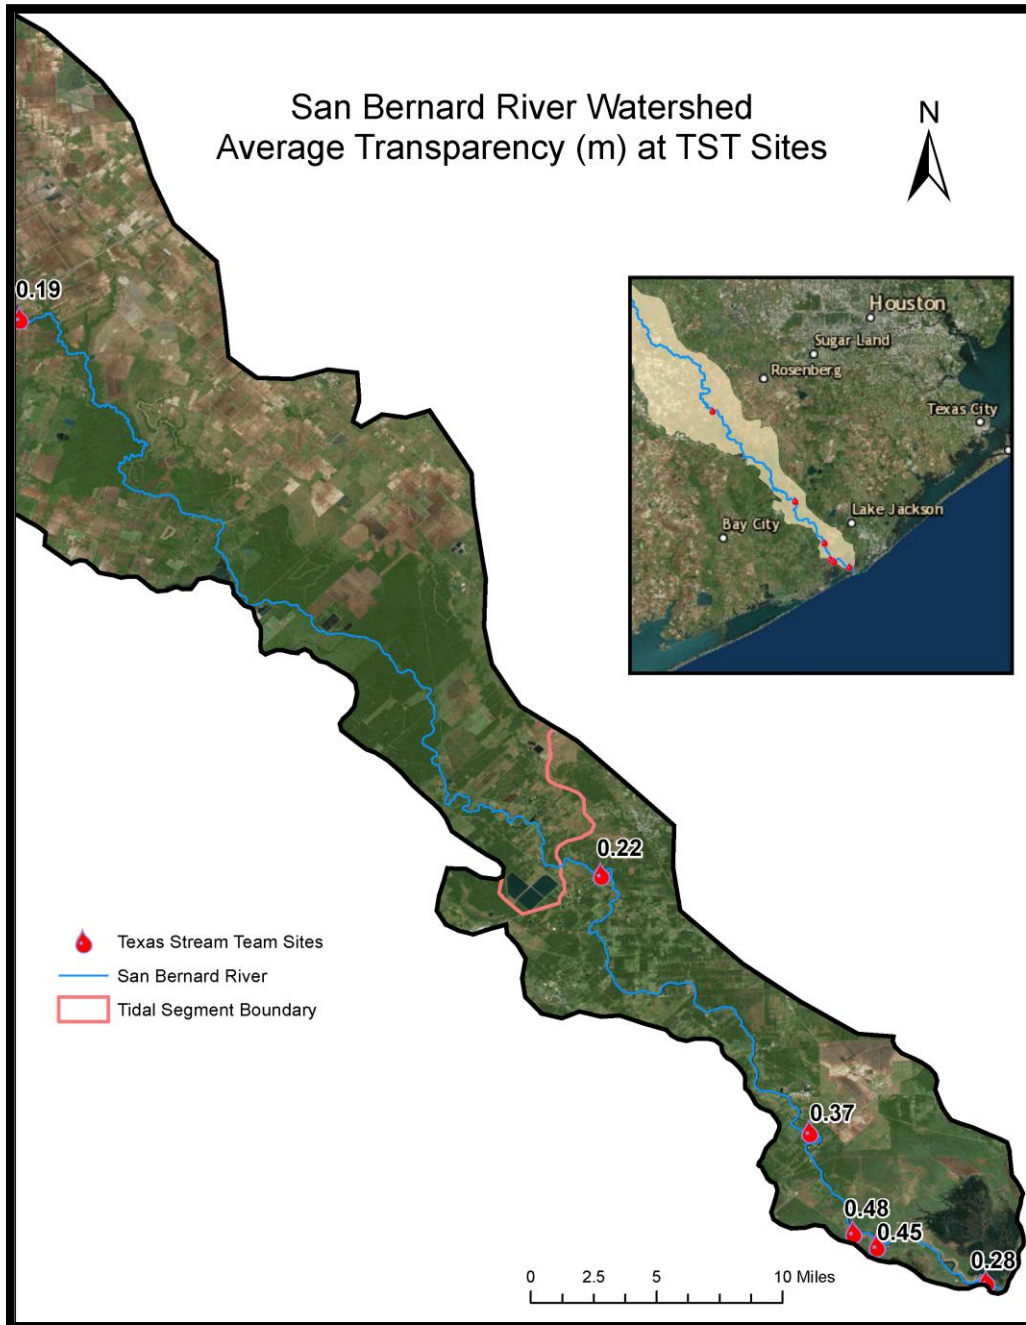 San Bernard River Watershed
Average Transparency (m) at TST Sites
N
0.19
Houston
Sugar Land
Rosenberg
Texas City
Lake Jackson
Bay City
0.22
Texas Stream Team Sites
San Bernard River
Tidal Segment Boundary
0.37
0.48
0.45
0.28
0 2.5 5 10 Miles